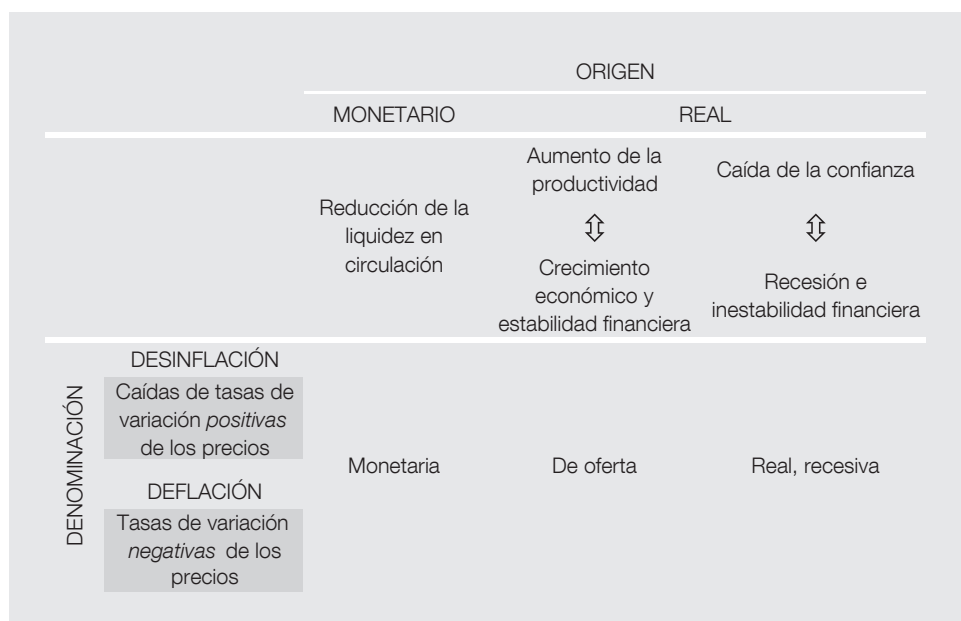 ORIGEN
MONETARIO
REAL
Reducción de la
liquidez en
circulación
Aumento de la
productividad
Crecimiento
económico y
estabilidad financiera
Caída de la confianza
Recesión e
inestabilidad financiera
DENOMINACIÓN
DESINFLACIÓN
Caídas de tasas de
variación positivas
de los precios
DEFLACIÓN
Tasas de variación
negativas de los
precios
Monetaria
De oferta
Real, recesiva